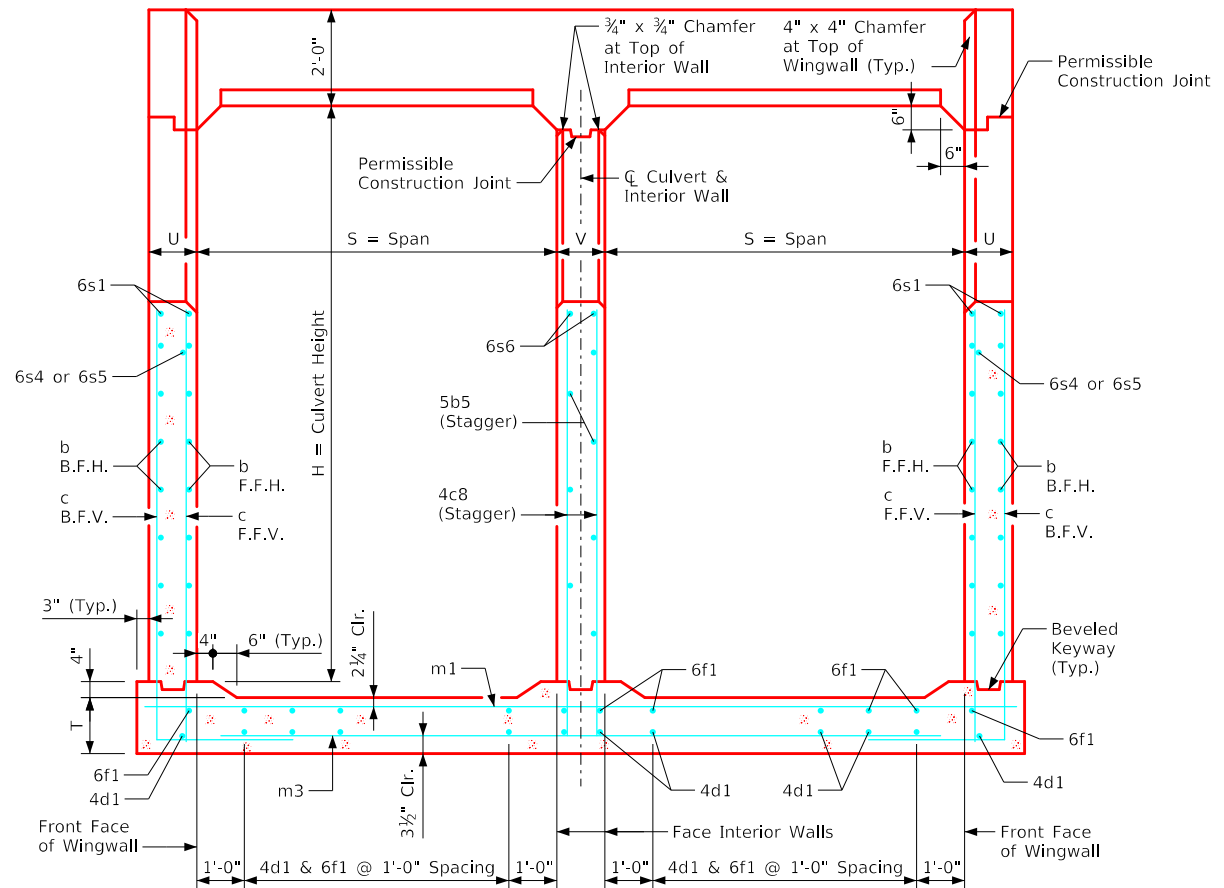 ¾" x ¾" Chamfer
at Top of
Interior Wall
4" x 4" Chamfer
at Top of
Wingwall (Typ.)
Permissible
Construction Joint
2'-0"
6"
6"
Permissible
Construction Joint
℄ Culvert &
Interior Wall
U
S = Span
V
S = Span
U
H = Culvert Height
6s1
6s6
6s1
6s4 or 6s5
6s4 or 6s5
5b5
(Stagger)
b
B.F.H.
b
F.F.H.
b
F.F.H.
b
B.F.H.
c
B.F.V.
c
F.F.V.
4c8
(Stagger)
c
F.F.V.
c
B.F.V.
3" (Typ.)
4"
6" (Typ.)
2¼" Clr.
Beveled
Keyway
(Typ.)
4"
m1
6f1
6f1
T
6f1
4d1
m3
3½" Clr.
4d1
4d1
6f1
4d1
Front Face
of Wingwall
Face Interior Walls
Front Face
of Wingwall
1'-0"
4d1 & 6f1 @ 1'-0" Spacing
1'-0"
1'-0"
4d1 & 6f1 @ 1'-0" Spacing
1'-0"